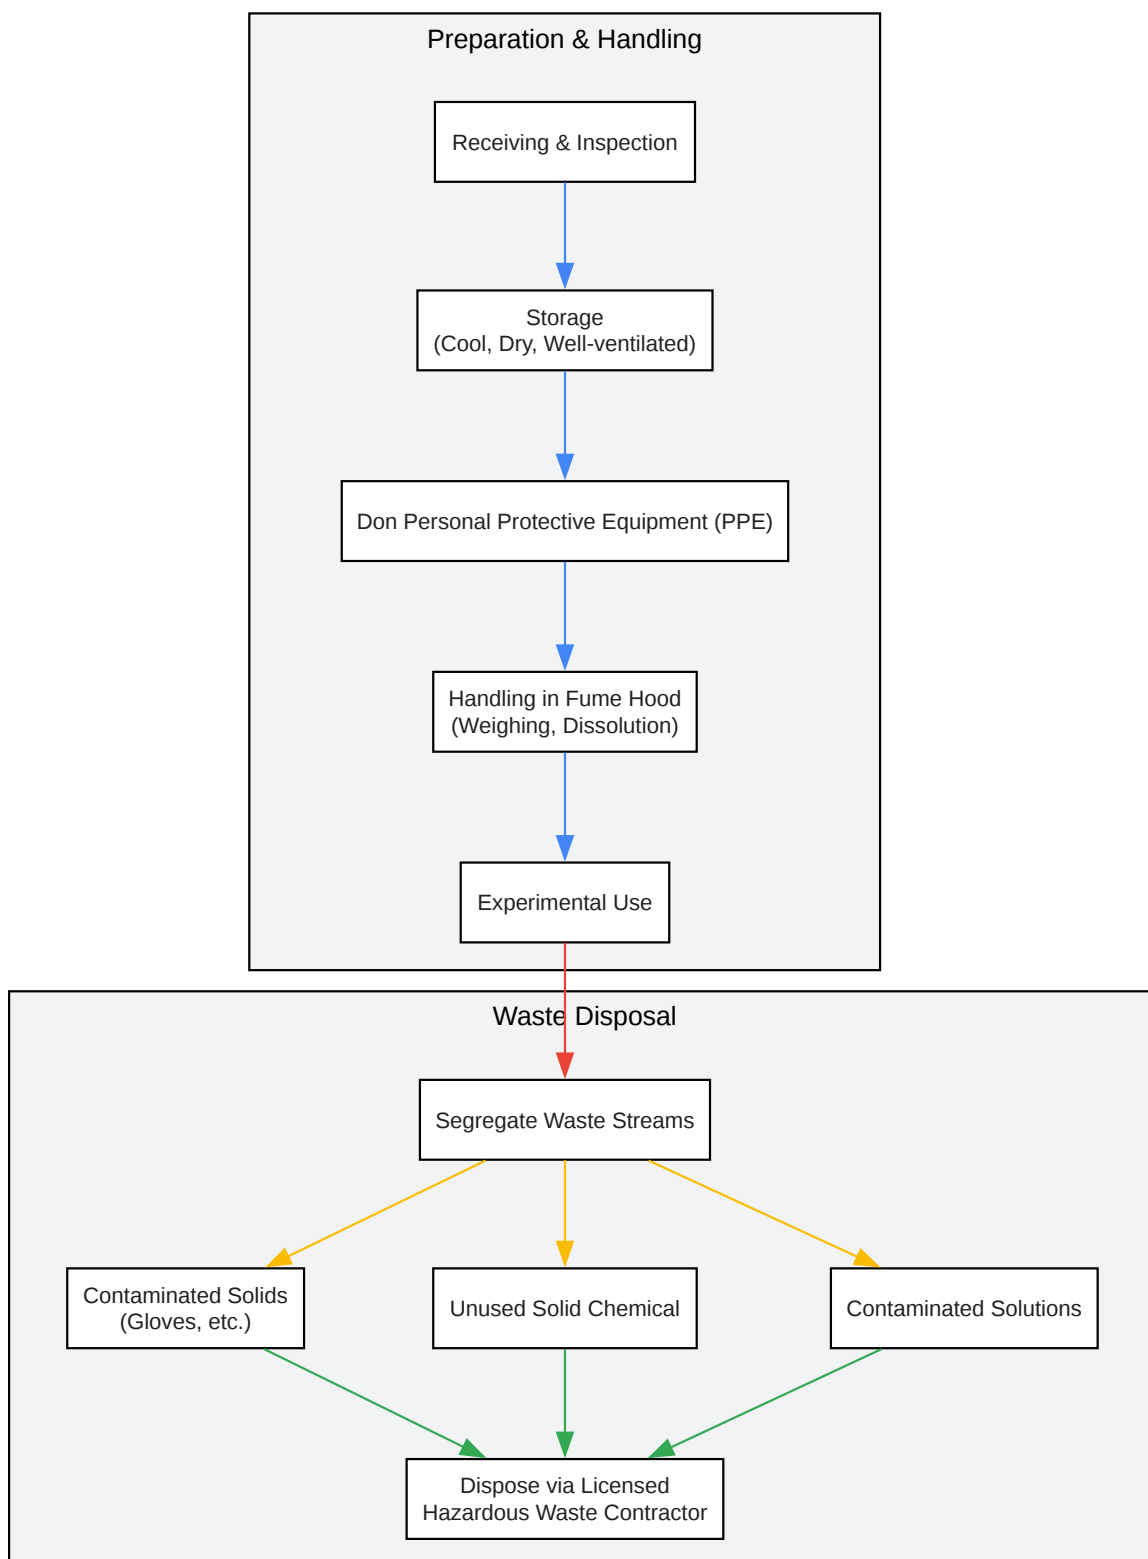 Preparation & Handling
Receiving & Inspection
Storage
(Cool, Dry, Well-ventilated)
Don Personal Protective Equipment (PPE)
Handling in Fume Hood
(Weighing, Dissolution)
Experimental Use
Waste Disposal
Segregate Waste Streams
Contaminated Solids
(Gloves, etc.)
Unused Solid Chemical
Contaminated Solutions
Dispose via Licensed
Hazardous Waste Contractor